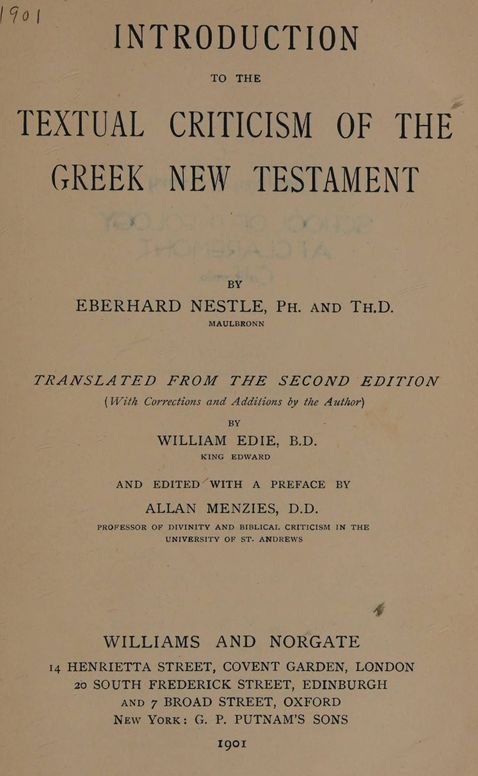 1901
INTRODUCTION
TO THE
TEXTUAL CRITICISM OF THE
GREEK NEW TESTAMENT
BY
EBERHARD NESTLE, PH. AND TH.D.
MAULBRONN
TRANSLATED FROM THE SECOND EDITION
(With Corrections and Additions by the Author)
BY
WILLIAM EDIE, B.D.
KING EDWARD
AND EDITED WITH A PREFACE BY
ALLAN MENZIES, D.D.
PROFESSOR OF DIVINITY AND BIBLICAL CRITICISM IN THE
UNIVERSITY OF ST. ANDREWS
WILLIAMS AND NORGATE
14 HENRIETTA STREET, COVENT GARDEN, LONDON
20 SOUTH FREDERICK STREET, EDINBURGH
AND 7 BROAD STREET, OXFORD
NEW YORK: G. P. PUTNAM'S SONS
1901